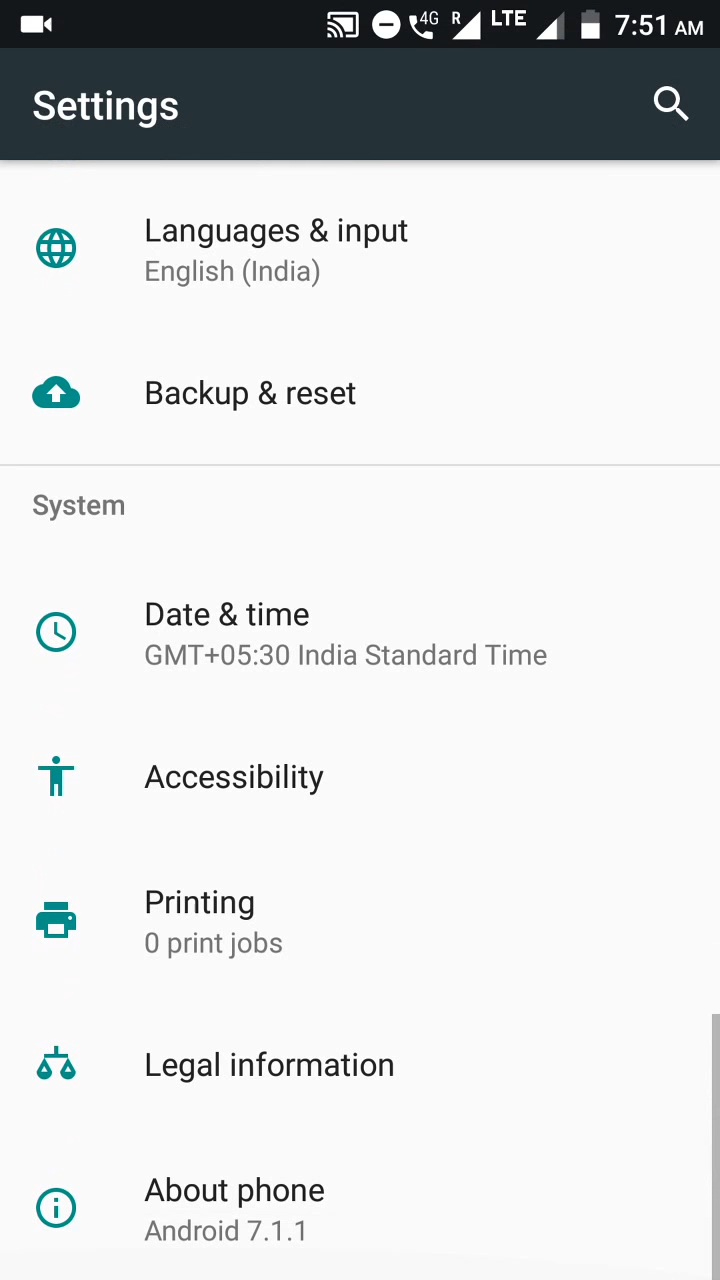 4G R LTE 7:51 AM
Settings
Languages & input
English (India)
Backup & reset
System
Date & time
GMT+05:30 India Standard Time
Accessibility
Printing
0 print jobs
Legal information
About phone
Android 7.1.1